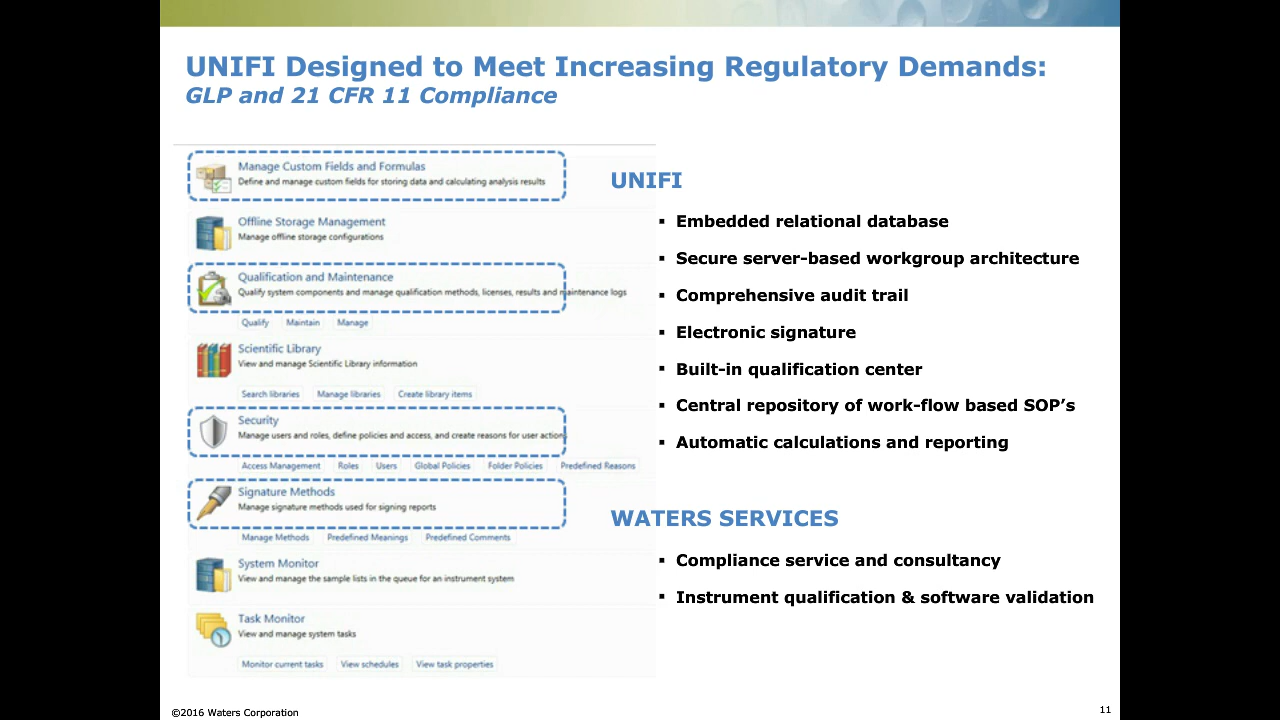 UNIFI Designed to Meet Increasing Regulatory Demands:
GLP and 21 CFR 11 Compliance
Manage Custom Fields and Formulas
Define and manage custom fields for storing data and calculating analysis results
Offline Storage Management
Manage offline storage configurations
Qualification and Maintenance
Qualify system components and manage qualification methods, licenses, results and maintenance logs
Qualify Maintain Manage
Scientific Library
View and manage Scientific Library information
Search libraries Manage libraries Create library items
Security
Manage users and roles, define policies and access, and create reasons for user action
Access Management Roles Users Global Policies Folder Policies Predefined Reasons
Signature Methods
Manage signature methods used for signing reports
Manage Methods Predefined Meanings Predefined Comments
System Monitor
View and manage the sample lists in the queue for an instrument system
Task Monitor
View and manage system tasks
Monitor current tasks View schedules View task properties
UNIFI
▪ Embedded relational database
▪ Secure server-based workgroup architecture
▪ Comprehensive audit trail
▪ Electronic signature
▪ Built-in qualification center
▪ Central repository of work-flow based SOP’s
▪ Automatic calculations and reporting
WATERS SERVICES
▪ Compliance service and consultancy
▪ Instrument qualification & software validation
©2016 Waters Corporation
11